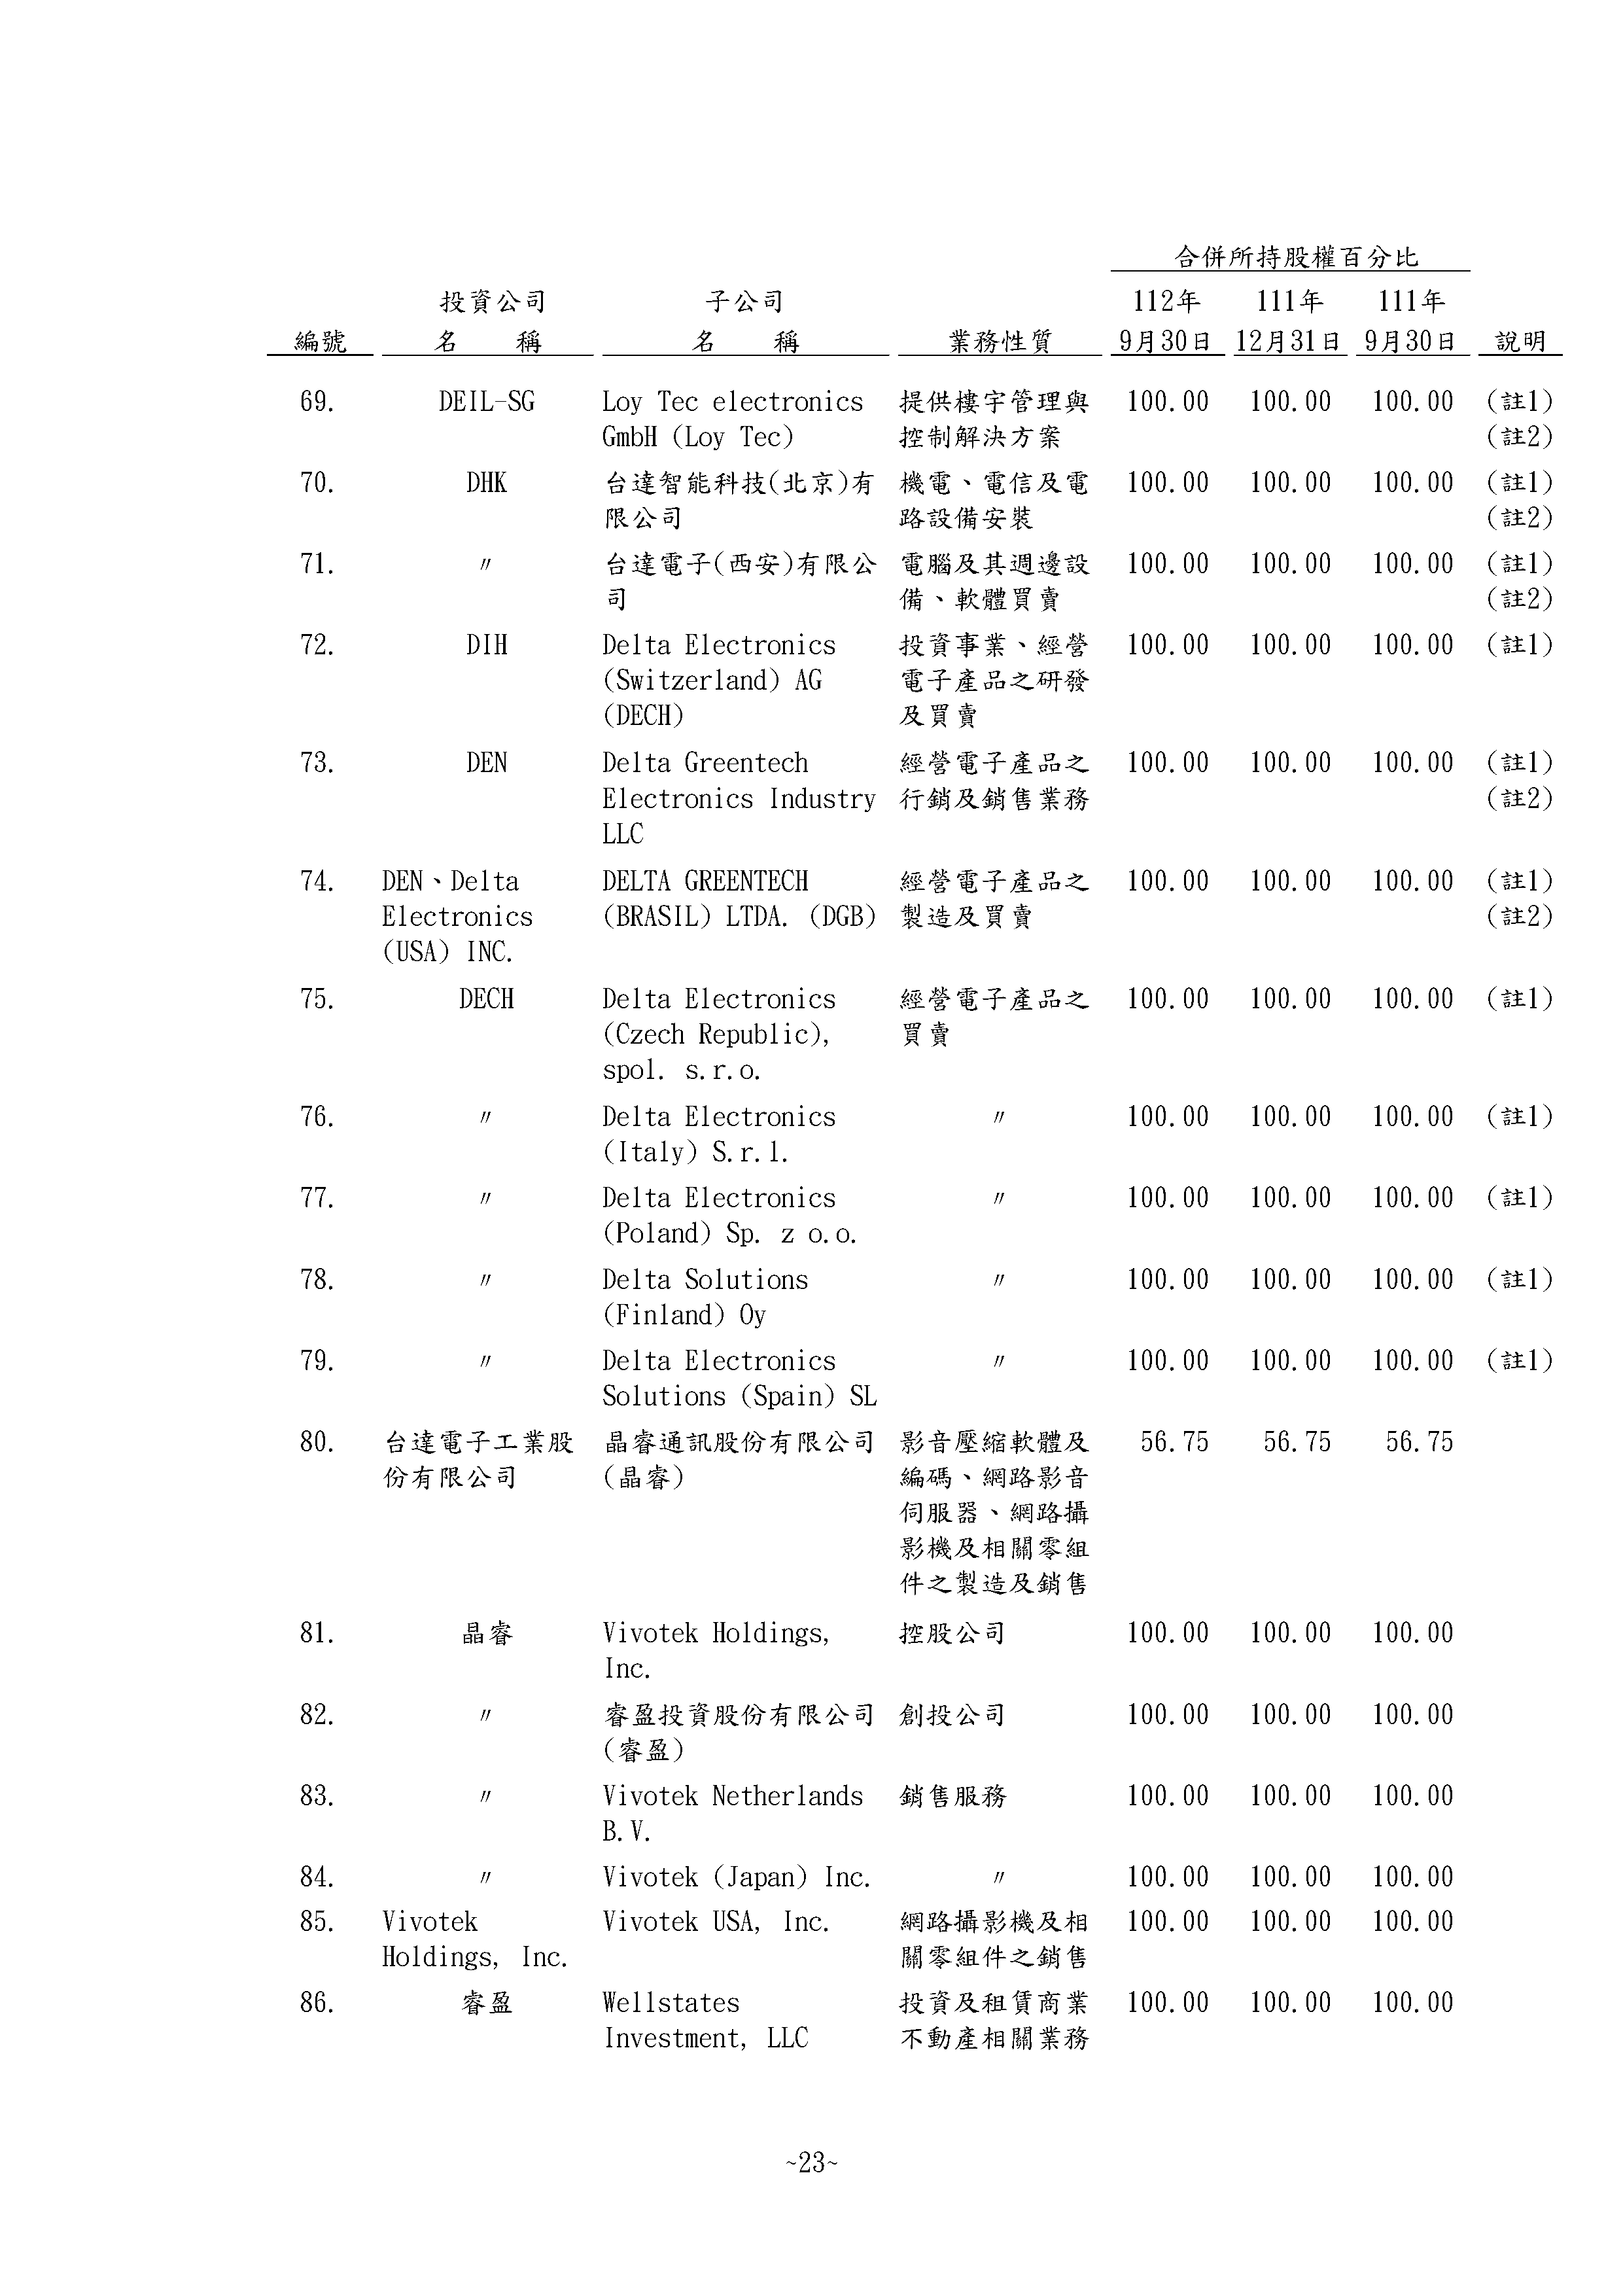 合併所持股權百分比
投資公司 子公司 112年 111年 111年
編號 名 稱 名 稱 業務性質 9月30日 12月31日 9月30日 說明
69. DEIL-SG Loy Tec electronics 提供樓宇管理與 100.00 100.00 100.00 (註1)
GmbH (Loy Tec) 控制解決方案 (註2)
70. DHK 台達智能科技(北京)有 機電、電信及電 100.00 100.00 100.00 (註1)
限公司 路設備安裝 (註2)
71. 〃 台達電子(西安)有限公 電腦及其週邊設 100.00 100.00 100.00 (註1)
司 備、軟體買賣 (註2)
72. DIH Delta Electronics 投資事業、經營 100.00 100.00 100.00 (註1)
(Switzerland) AG 電子產品之研發
(DECH) 及買賣
73. DEN Delta Greentech 經營電子產品之 100.00 100.00 100.00 (註1)
Electronics Industry 行銷及銷售業務 (註2)
LLC
74. DEN、Delta DELTA GREENTECH 經營電子產品之 100.00 100.00 100.00 (註1)
Electronics (BRASIL) LTDA. (DGB) 製造及買賣 (註2)
(USA) INC.
75. DECH Delta Electronics 經營電子產品之 100.00 100.00 100.00 (註1)
(Czech Republic), 買賣
spol. s.r.o.
76. 〃 Delta Electronics 〃 100.00 100.00 100.00 (註1)
(Italy) S.r.l.
77. 〃 Delta Electronics 〃 100.00 100.00 100.00 (註1)
(Poland) Sp. z o.o.
78. 〃 Delta Solutions 〃 100.00 100.00 100.00 (註1)
(Finland) Oy
79. 〃 Delta Electronics 〃 100.00 100.00 100.00 (註1)
Solutions (Spain) SL
80. 台達電子工業股 晶睿通訊股份有限公司 影音壓縮軟體及 56.75 56.75 56.75
份有限公司 (晶睿) 編碼、網路影音
伺服器、網路攝
影機及相關零組
件之製造及銷售
81. 晶睿 Vivotek Holdings, 控股公司 100.00 100.00 100.00
Inc.
82. 〃 睿盈投資股份有限公司 創投公司 100.00 100.00 100.00
(睿盈)
83. 〃 Vivotek Netherlands 銷售服務 100.00 100.00 100.00
B.V.
84. 〃 Vivotek (Japan) Inc. 〃 100.00 100.00 100.00
85. Vivotek Vivotek USA, Inc. 網路攝影機及相 100.00 100.00 100.00
Holdings, Inc. 關零組件之銷售
86. 睿盈 Wellstates 投資及租賃商業 100.00 100.00 100.00
Investment, LLC 不動產相關業務
~23~